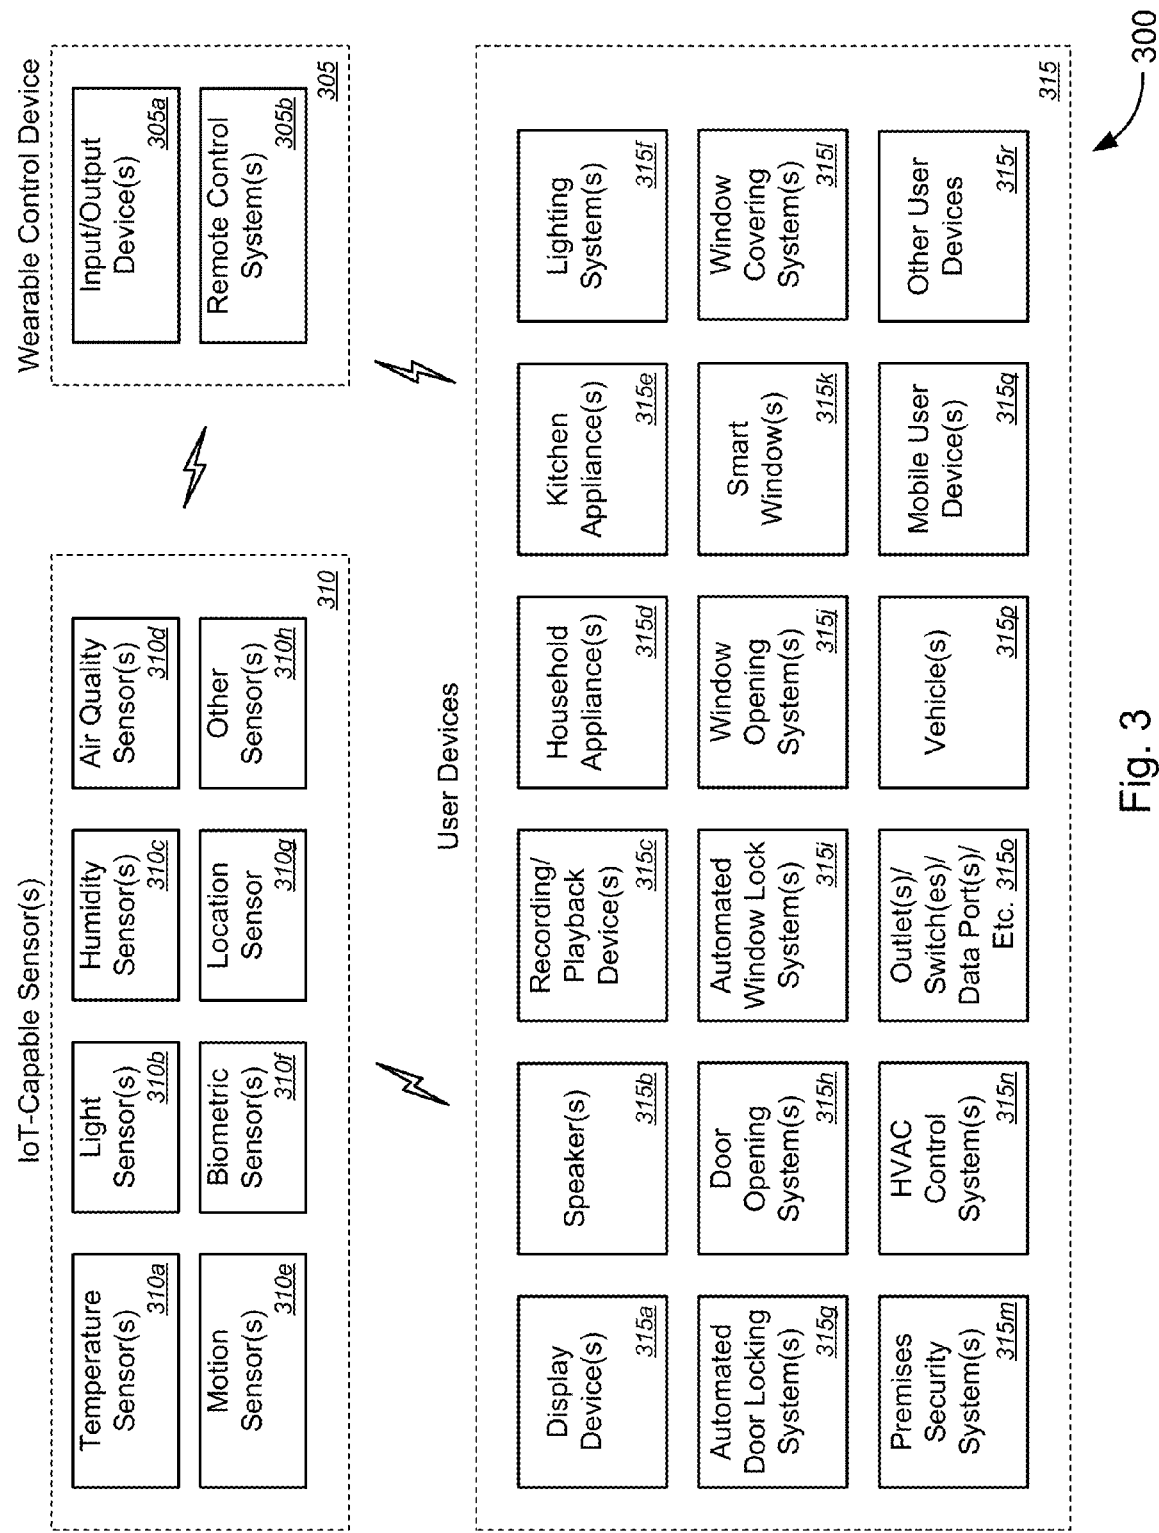 IoT-Capable Sensor(s)
Temperature
Sensor(s)
310a
Light
Sensor(s)
310b
Humidity
Sensor(s)
310c
Air Quality
Sensor(s)
310d
Motion
Sensor(s)
310e
Biometric
Sensor(s)
310f
Location
Sensor
310g
Other
Sensor(s)
310h
310
Wearable Control Device
Input/Output
Device(s)
305a
Remote Control
System(s)
305b
305
User Devices
Display
Device(s)
315a
Speaker(s)
315b
Recording/
Playback
Device(s)
315c
Household
Appliance(s)
315d
Kitchen
Appliance(s)
315e
Lighting
System(s)
315f
Automated
Door Locking
System(s)
315g
Door
Opening
System(s)
315h
Automated
Window Lock
System(s)
315i
Window
Opening
System(s)
315j
Smart
Window(s)
315k
Window
Covering
System(s)
315l
Premises
Security
System(s)
315m
HVAC
Control
System(s)
315n
Outlet(s)/
Switch(es)/
Data Port(s)/
Etc. 315o
Vehicle(s)
315p
Mobile User
Device(s)
315q
Other User
Devices
315r
315
300
Fig. 3